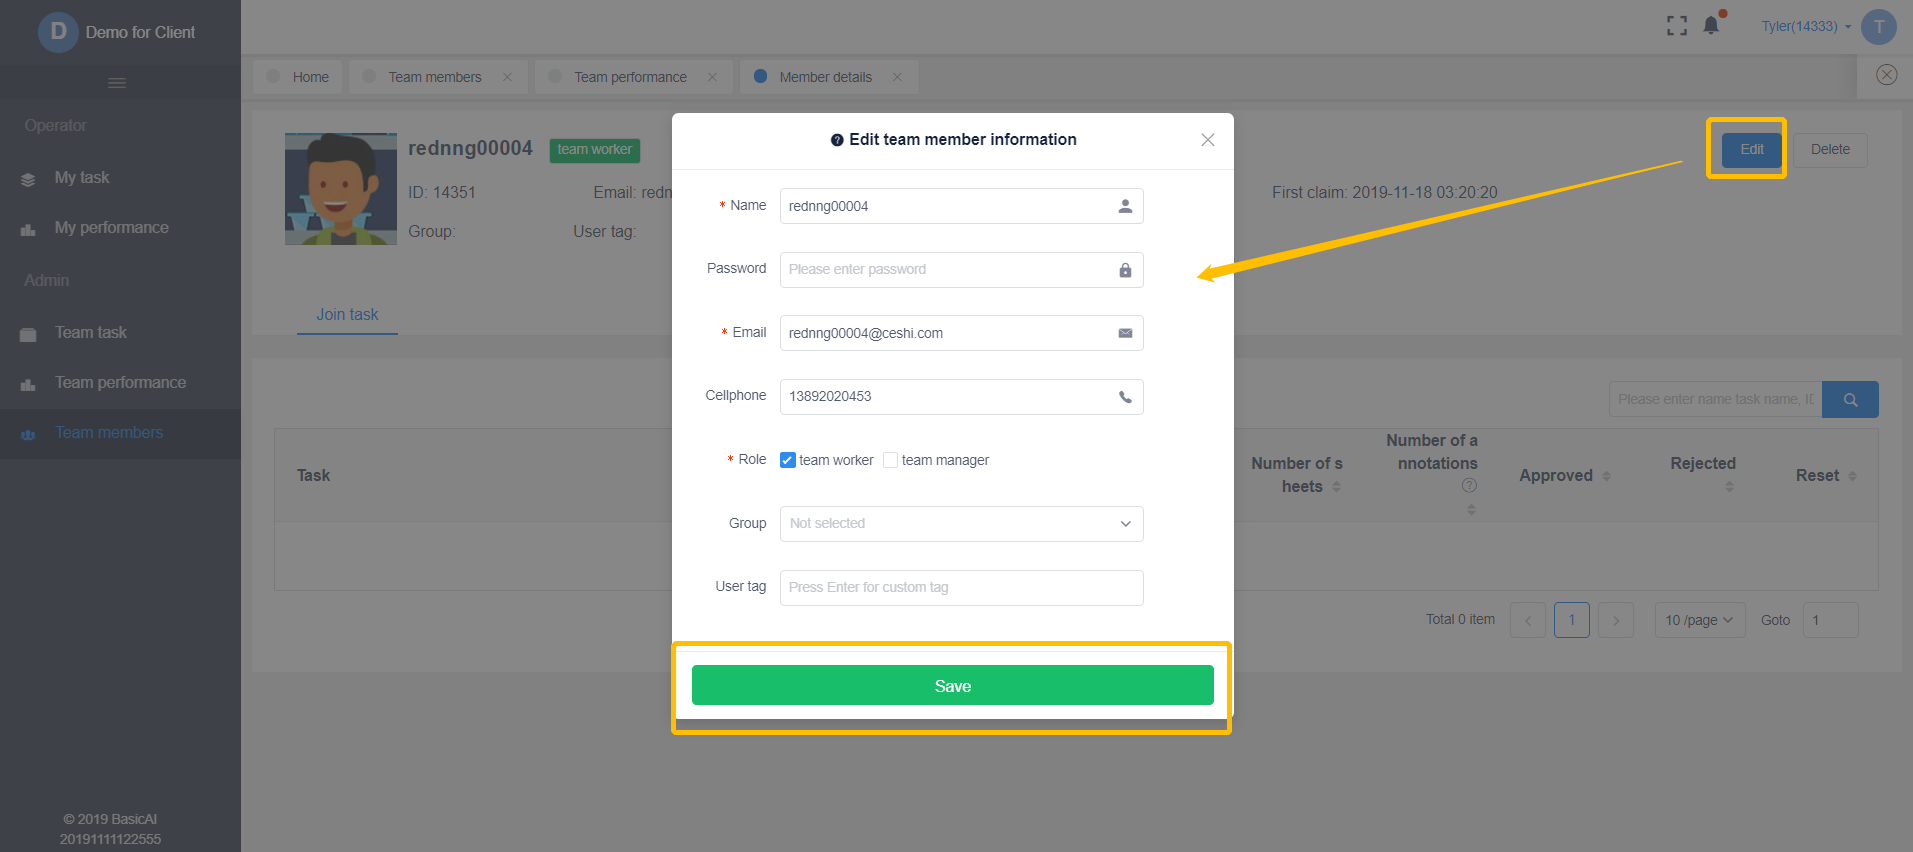 D Demo for Client
Tyler(14333) T
Home Team members Team performance Member details
Operator
My task
My performance
Admin
Team task
Team performance
Team members
© 2019 BasicAI
20191111122555
rednng00004 team worker
Edit Delete
ID: 14351 Email: redn First claim: 2019-11-18 03:20:20
Group: User tag:
Join task
Edit team member information
* Name rednng00004
Password Please enter password
* Email rednng00004@ceshi.com
Cellphone 13892020453
* Role team worker team manager
Group Not selected
User tag Press Enter for custom tag
Save
Please enter name task name, ID
Task
Number of s
heets
Number of a
nnotations
Approved
Rejected
Reset
Total 0 item 1 10 /page Goto 1